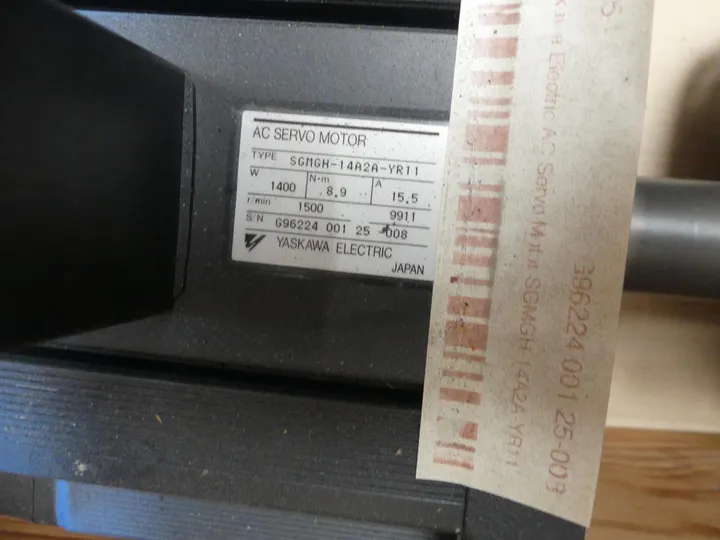 AC SERVO MOTOR
TYPE SGMGH-14A2A-YR11
W 1400 N·m 8.9 A 15.5
r/min 1500 9911
S/N G96224 001 25 -008
YASKAWA ELECTRIC
JAPAN
Electric AC Servo Motor SGMGH 14A2A-YR11
G96224 001 25-009